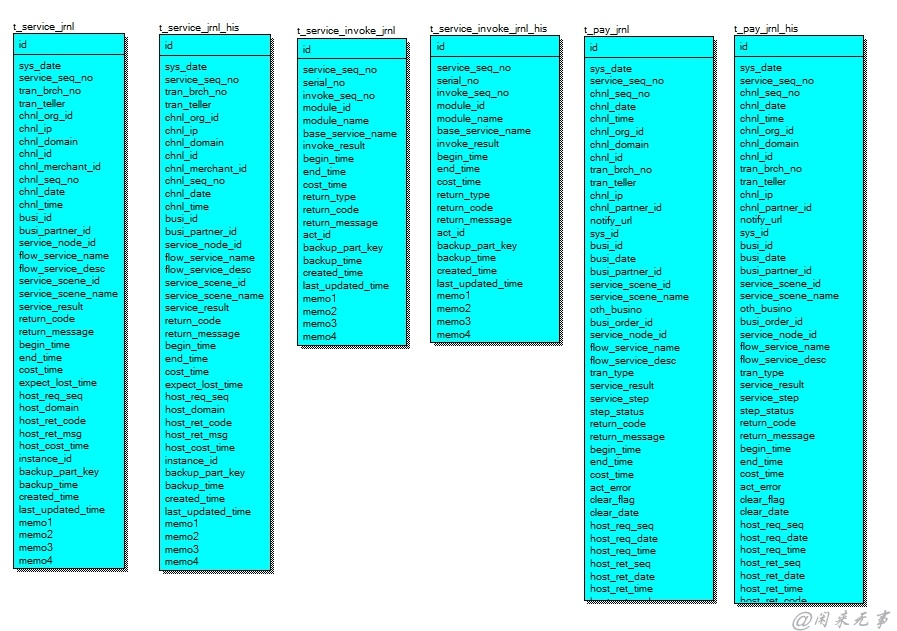 t_service_jrnl
id
sys_date
service_seq_no
tran_brch_no
tran_teller
chnl_org_id
chnl_ip
chnl_domain
chnl_id
chnl_merchant_id
chnl_seq_no
chnl_date
chnl_time
busi_id
busi_partner_id
service_node_id
flow_service_name
flow_service_desc
service_scene_id
service_scene_name
service_result
return_code
return_message
begin_time
end_time
cost_time
expect_lost_time
host_req_seq
host_domain
host_ret_code
host_ret_msg
host_cost_time
instance_id
backup_part_key
backup_time
created_time
last_updated_time
memo1
memo2
memo3
memo4
t_service_jrnl_his
id
sys_date
service_seq_no
tran_brch_no
tran_teller
chnl_org_id
chnl_ip
chnl_domain
chnl_id
chnl_merchant_id
chnl_seq_no
chnl_date
chnl_time
busi_id
busi_partner_id
service_node_id
flow_service_name
flow_service_desc
service_scene_id
service_scene_name
service_result
return_code
return_message
begin_time
end_time
cost_time
expect_lost_time
host_req_seq
host_domain
host_ret_code
host_ret_msg
host_cost_time
instance_id
backup_part_key
backup_time
created_time
last_updated_time
memo1
memo2
memo3
memo4
t_service_invoke_jrnl
id
service_seq_no
serial_no
invoke_seq_no
module_id
module_name
base_service_name
invoke_result
begin_time
end_time
cost_time
return_type
return_code
return_message
act_id
backup_part_key
backup_time
created_time
last_updated_time
memo1
memo2
memo3
memo4
t_service_invoke_jrnl_his
id
service_seq_no
serial_no
invoke_seq_no
module_id
module_name
base_service_name
invoke_result
begin_time
end_time
cost_time
return_type
return_code
return_message
act_id
backup_part_key
backup_time
created_time
last_updated_time
memo1
memo2
memo3
memo4
t_pay_jrnl
id
sys_date
service_seq_no
chnl_seq_no
chnl_date
chnl_time
chnl_org_id
chnl_domain
chnl_id
tran_brch_no
tran_teller
chnl_ip
chnl_partner_id
notify_url
sys_id
busi_id
busi_date
busi_partner_id
service_scene_id
service_scene_name
oth_busino
busi_order_id
service_node_id
flow_service_name
flow_service_desc
tran_type
service_result
service_step
step_status
return_code
return_message
begin_time
end_time
cost_time
act_error
clear_flag
clear_date
host_req_seq
host_req_date
host_req_time
host_ret_seq
host_ret_date
host_ret_time
t_pay_jrnl_his
id
sys_date
service_seq_no
chnl_seq_no
chnl_date
chnl_time
chnl_org_id
chnl_domain
chnl_id
tran_brch_no
tran_teller
chnl_ip
chnl_partner_id
notify_url
sys_id
busi_id
busi_date
busi_partner_id
service_scene_id
service_scene_name
oth_busino
busi_order_id
service_node_id
flow_service_name
flow_service_desc
tran_type
service_result
service_step
step_status
return_code
return_message
begin_time
end_time
cost_time
act_error
clear_flag
clear_date
host_req_seq
host_req_date
host_req_time
host_ret_seq
host_ret_date
host_ret_time
host_ret_code
@闲来无事